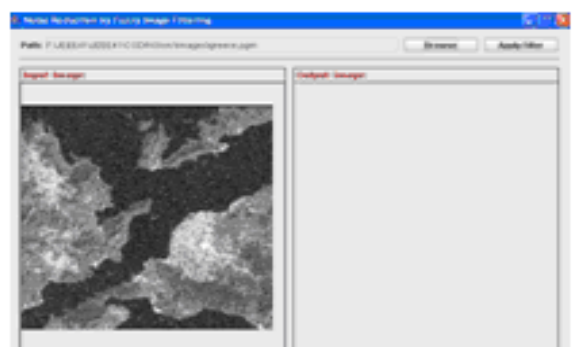 Noise Reduction by Fuzzy Image Filtering
Path:
Browse
Apply Filter
Input Image:
Output Image: